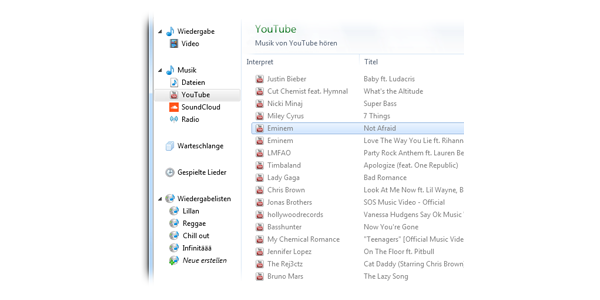 Wiedergabe
Video
Musik
Dateien
YouTube
SoundCloud
Radio
Warteschlange
Gespielte Lieder
Wiedergabelisten
Lillan
Reggae
Chill out
Infinitäää
Neue erstellen
YouTube
Musik von YouTube hören
Interpret Titel
Justin Bieber Baby ft. Ludacris
Cut Chemist feat. Hymnal What's the Altitude
Nicki Minaj Super Bass
Miley Cyrus 7 Things
Eminem Not Afraid
Eminem Love The Way You Lie ft. Rihann
LMFAO Party Rock Anthem ft. Lauren Be
Timbaland Apologize (feat. One Republic)
Lady Gaga Bad Romance
Chris Brown Look At Me Now ft. Lil Wayne, B
Jonas Brothers SOS Music Video - Official
hollywoodrecords Vanessa Hudgens Say Ok Music
Basshunter Now You're Gone
My Chemical Romance "Teenagers" [Official Music Vide
Jennifer Lopez On The Floor ft. Pitbull
The Rej3ctz Cat Daddy (Starring Chris Brown)
Bruno Mars The Lazy Song